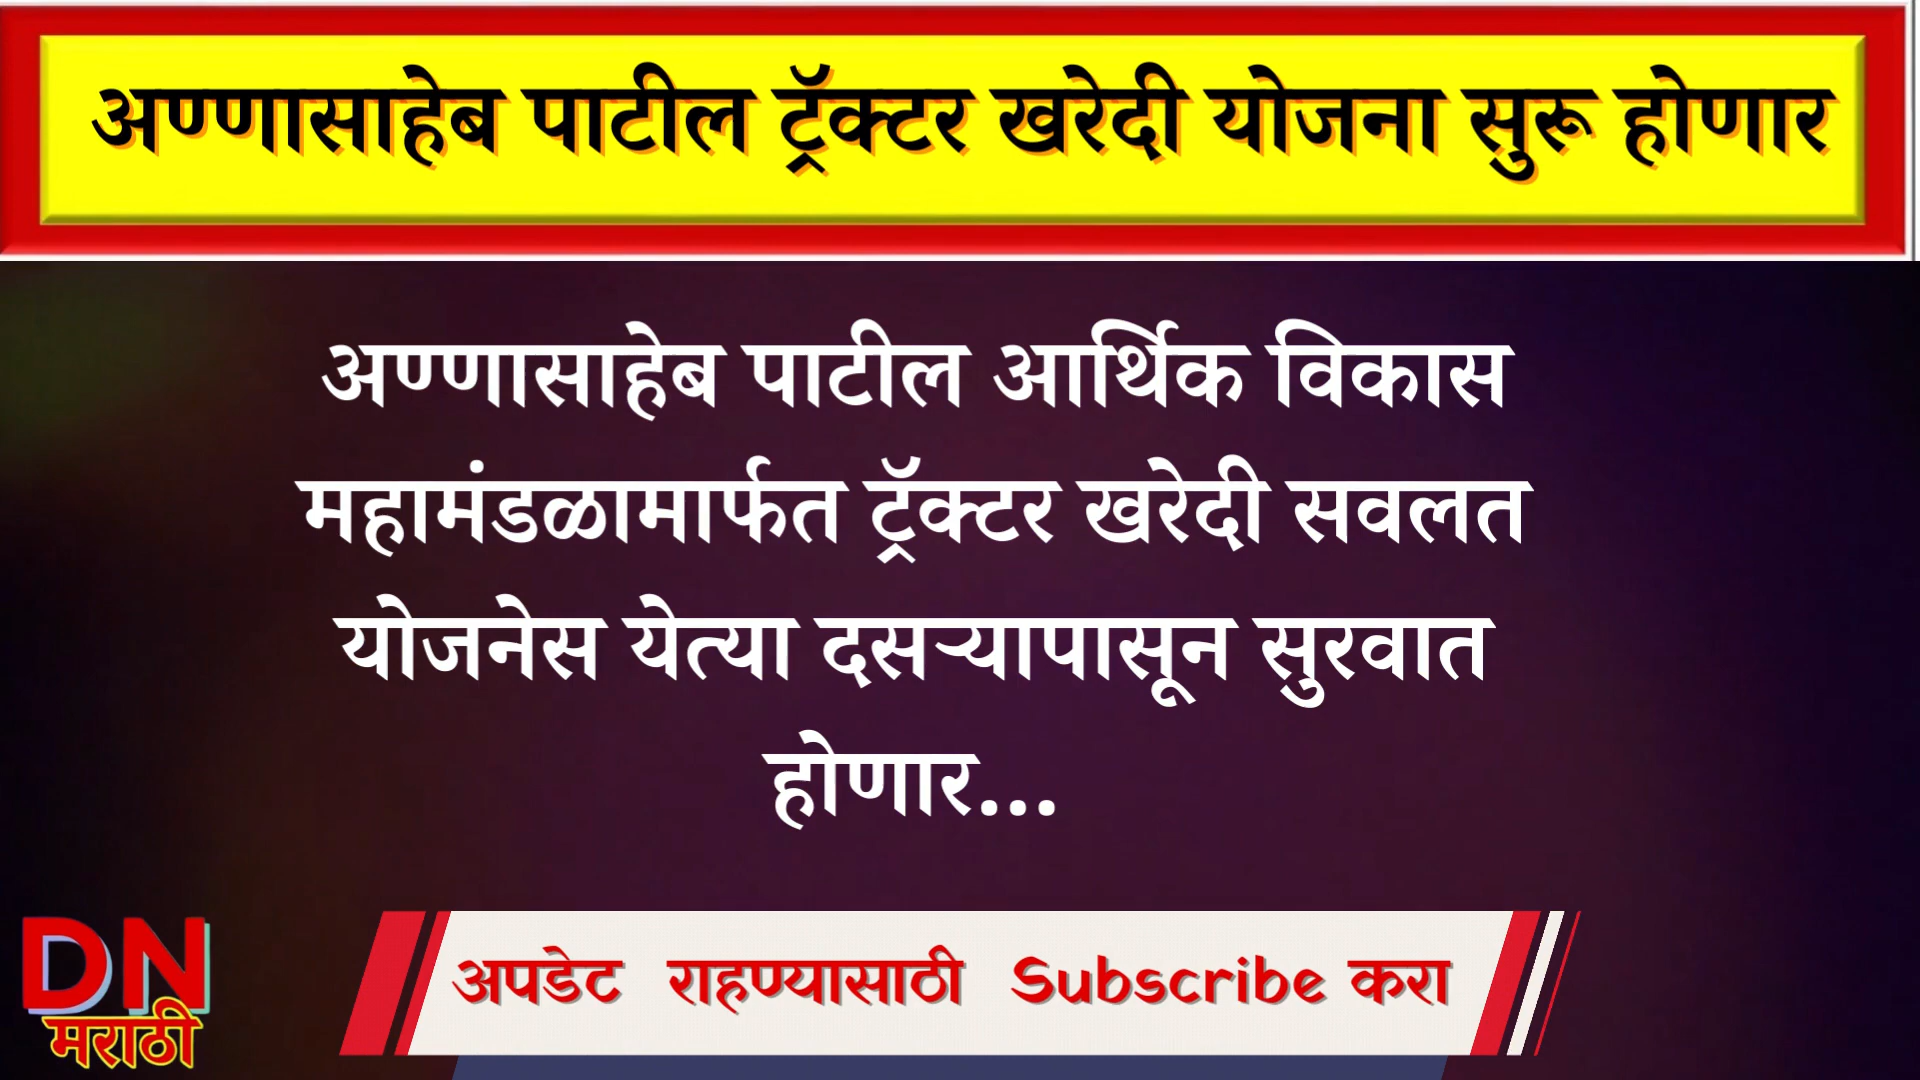 अण्णासाहेब पाटील ट्रॅक्टर खरेदी योजना सुरू होणार
अण्णासाहेब पाटील आर्थिक विकास
महामंडळामार्फत ट्रॅक्टर खरेदी सवलत
योजनेस येत्या दसऱ्यापासून सुरवात
होणार...
DN
मराठी
अपडेट राहण्यासाठी Subscribe करा